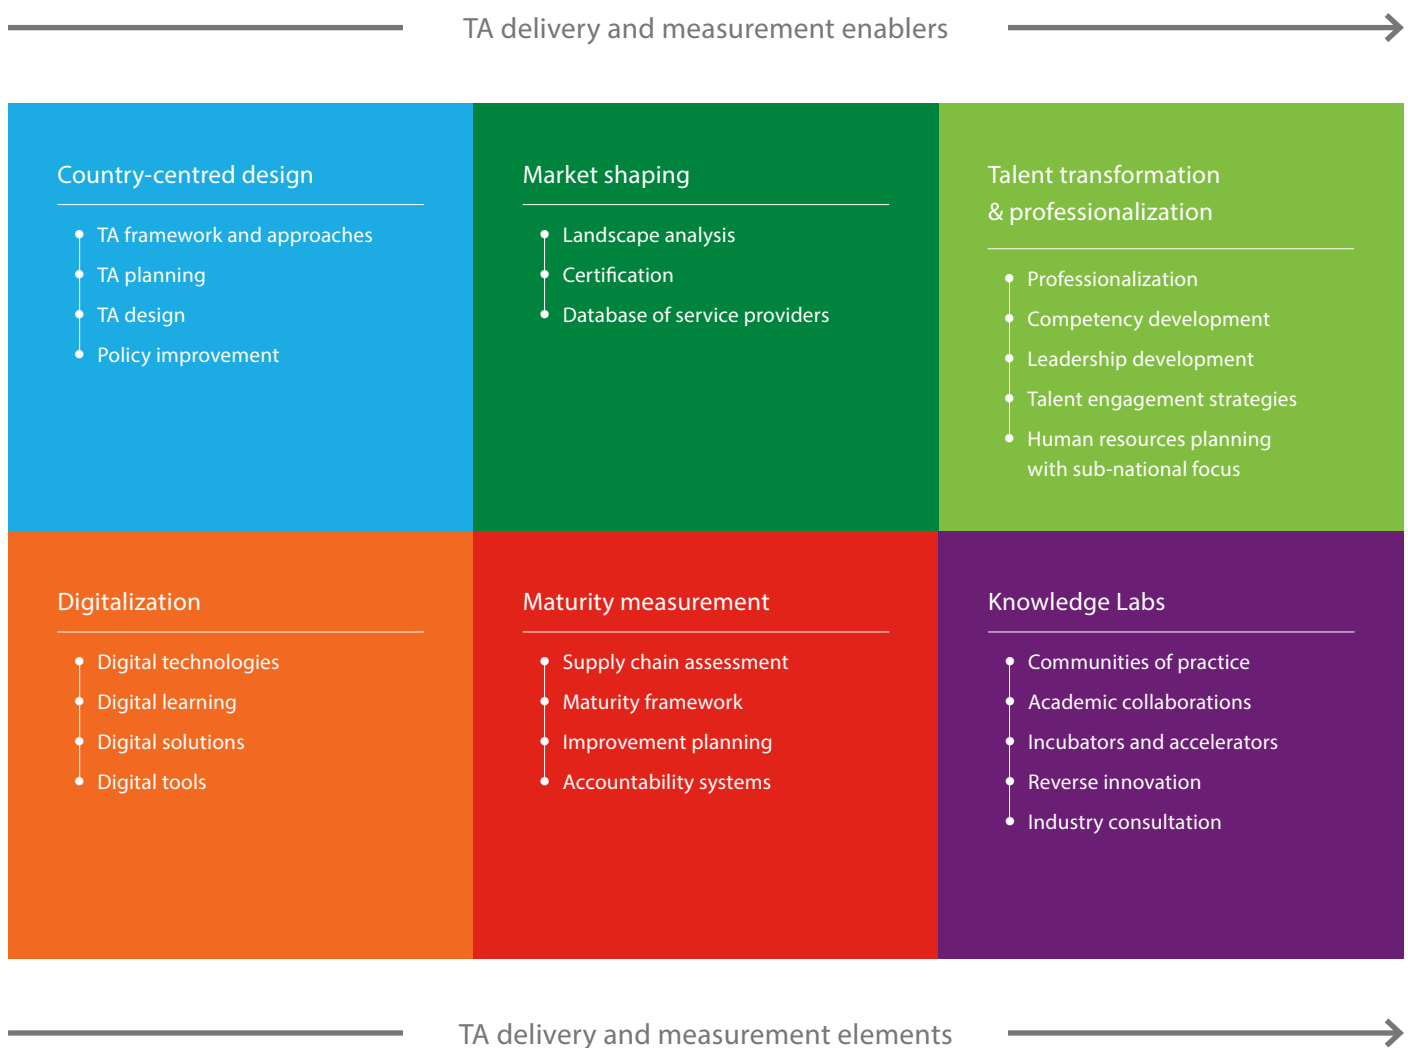 TA delivery and measurement enablers
Country-centred design
TA framework and approaches
TA planning
TA design
Policy improvement
Market shaping
Landscape analysis
Certification
Database of service providers
Talent transformation
& professionalization
Professionalization
Competency development
Leadership development
Talent engagement strategies
Human resources planning
with sub-national focus
Digitalization
Digital technologies
Digital learning
Digital solutions
Digital tools
Maturity measurement
Supply chain assessment
Maturity framework
Improvement planning
Accountability systems
Knowledge Labs
Communities of practice
Academic collaborations
Incubators and accelerators
Reverse innovation
Industry consultation
TA delivery and measurement elements